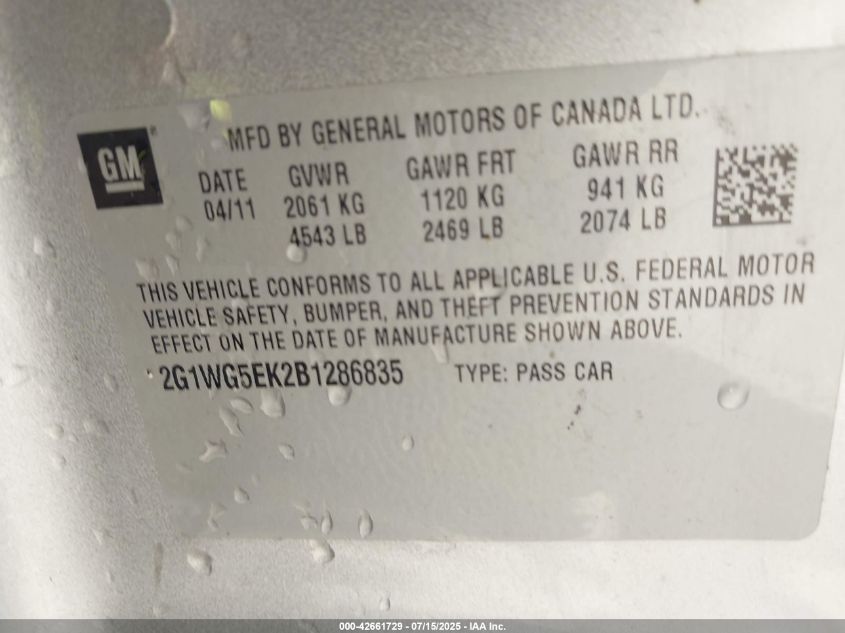 GM
MFD BY GENERAL MOTORS OF CANADA LTD.
DATE GVWR GAWR FRT GAWR RR
04/11 2061 KG 1120 KG 941 KG
4543 LB 2469 LB 2074 LB
THIS VEHICLE CONFORMS TO ALL APPLICABLE U.S. FEDERAL MOTOR
VEHICLE SAFETY, BUMPER, AND THEFT PREVENTION STANDARDS IN
EFFECT ON THE DATE OF MANUFACTURE SHOWN ABOVE.
2G1WG5EK2B1286835 TYPE: PASS CAR
000-42661729 - 07/15/2025 - IAA Inc.